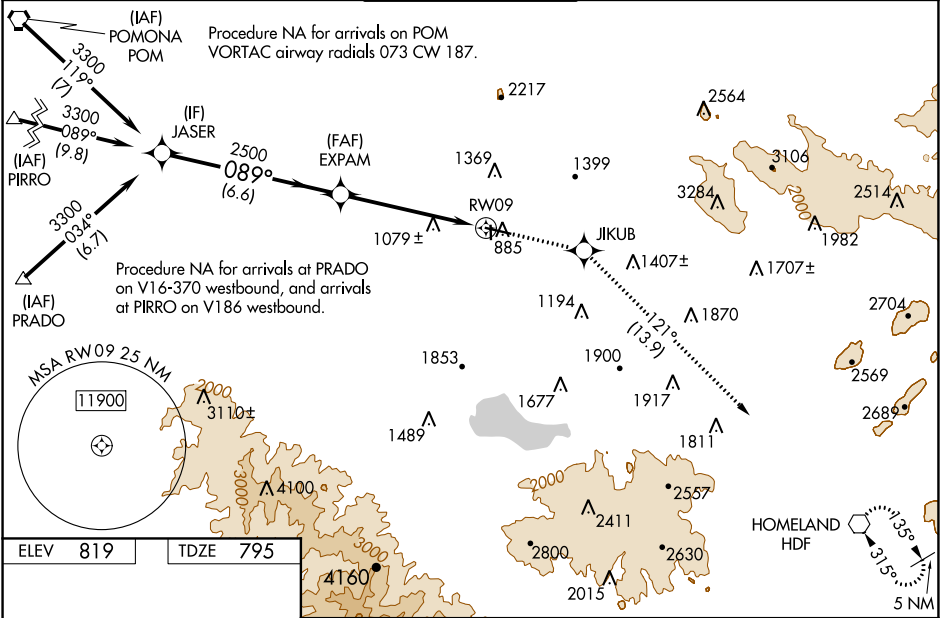 (IAF)
POMONA
POM
Procedure NA for arrivals on POM
VORTAC airway radials 073 CW 187.
3300
119°
(7)
3300
089°
(9.8)
(IAF)
PIRRO
(IF)
JASER
2500
089°
(6.6)
(FAF)
EXPAM
3300
034°
(6.7)
(IAF)
PRADO
Procedure NA for arrivals at PRADO
on V16-370 westbound, and arrivals
at PIRRO on V186 westbound.
2217
2564
1369
1399
3106
2000
3284
2514
RW09
1079 ±
885
JIKUB
1982
1407±
1707±
1194
1870
121°
(13.9)
2704
1853
1900
2569
1677
1917
2689
1489
1811
MSA RW09 25 NM
11900
2000
3110±
3000
4100
3000
4160
2000
2557
2411
2800
2630
2015
HOMELAND
HDF
135°
315°
5 NM
ELEV 819
TDZE 795